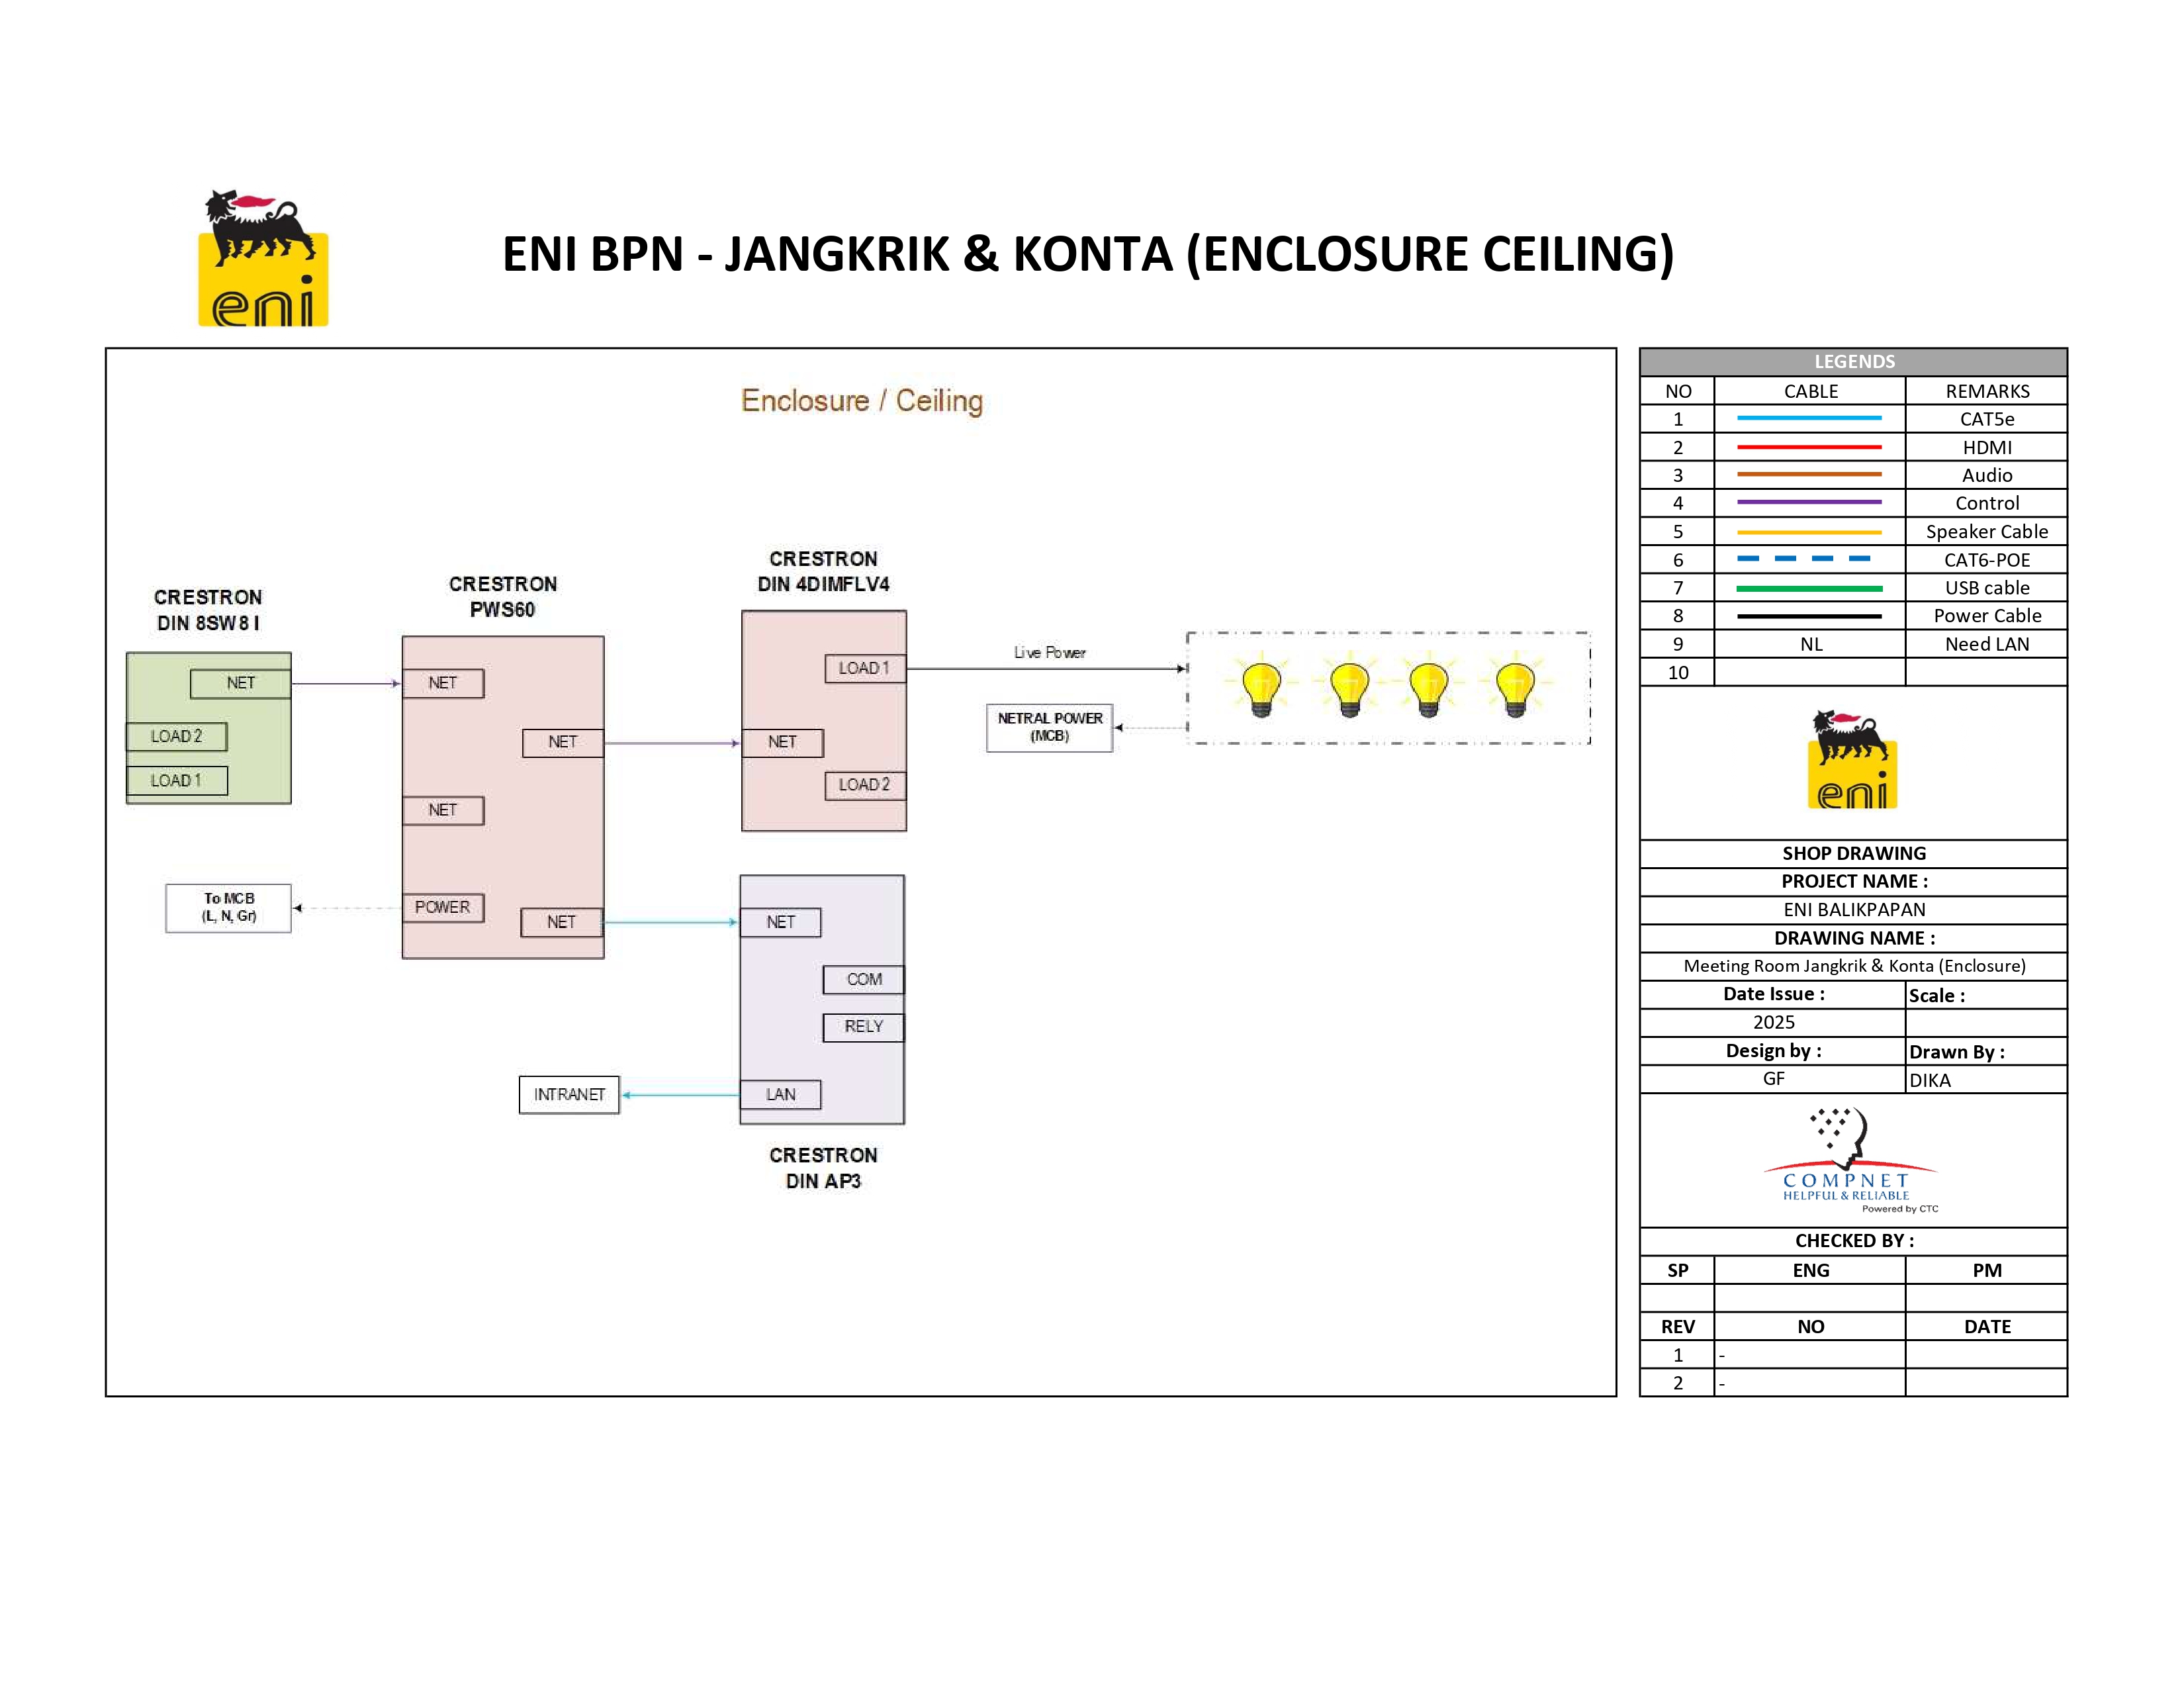 eni
ENI BPN - JANGKRIK & KONTA (ENCLOSURE CEILING)
Enclosure / Ceiling
CRESTRON
DIN 8SW8 I
NET
LOAD 2
LOAD 1
CRESTRON
PWS60
NET
NET
NET
POWER
NET
To MCB
(L, N, Gr)
CRESTRON
DIN 4DIMFLV4
LOAD 1
NET
LOAD 2
Live Power
NETRAL POWER
(MCB)
NET
COM
RELY
LAN
INTRANET
CRESTRON
DIN AP3
LEGENDS
NO CABLE REMARKS
1 CAT5e
2 HDMI
3 Audio
4 Control
5 Speaker Cable
6 CAT6-POE
7 USB cable
8 Power Cable
9 NL Need LAN
10
eni
SHOP DRAWING
PROJECT NAME :
ENI BALIKPAPAN
DRAWING NAME :
Meeting Room Jangkrik & Konta (Enclosure)
Date Issue : Scale :
2025
Design by : Drawn By :
GF DIKA
COMPNET
HELPFUL & RELIABLE
Powered by CTC
CHECKED BY :
SP ENG PM
REV NO DATE
1 -
2 -